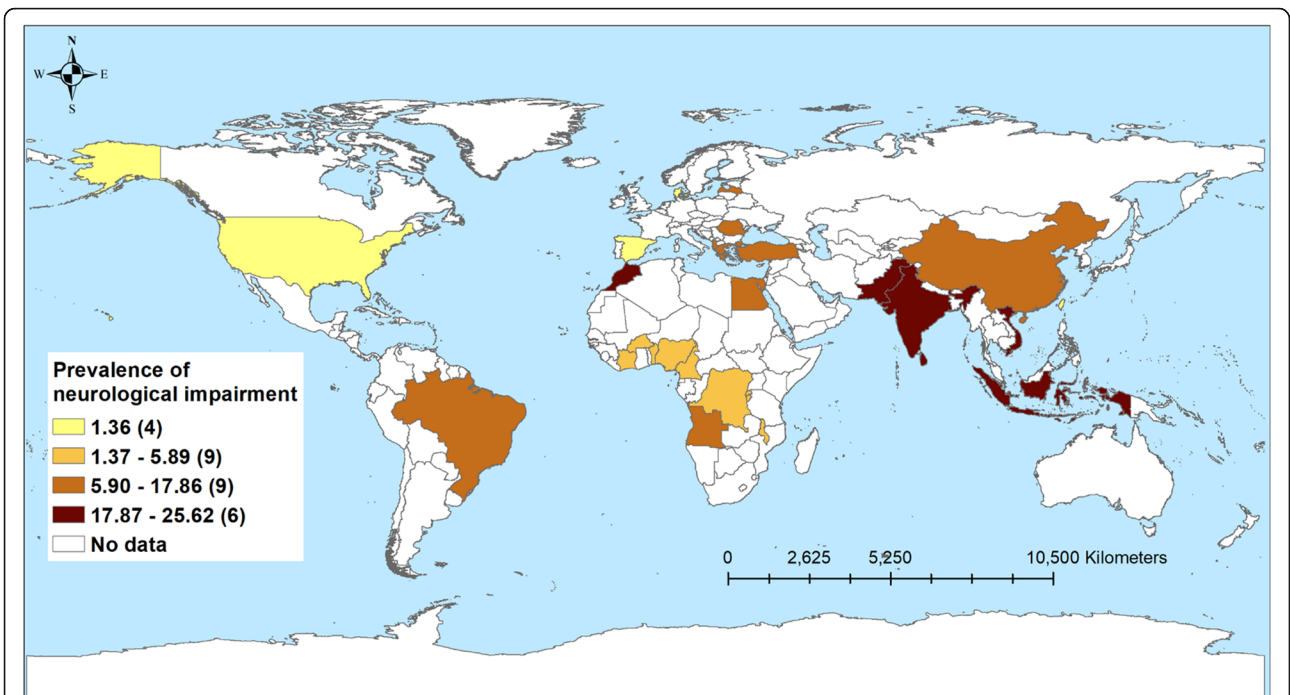 N
W E
S
Prevalence of
neurological impairment
1.36 (4)
1.37 - 5.89 (9)
5.90 - 17.86 (9)
17.87 - 25.62 (6)
No data
0 2,625 5,250 10,500 Kilometers